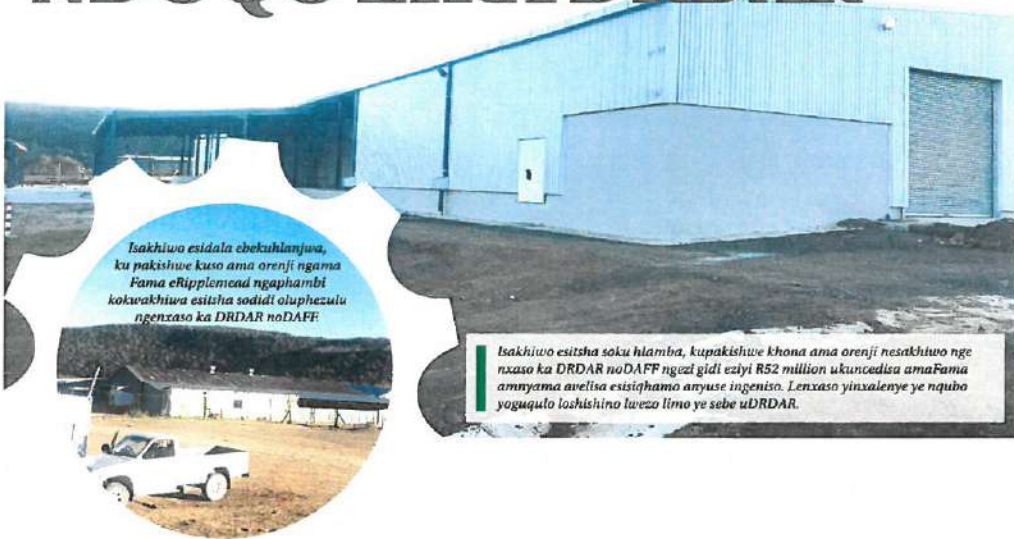 Isakhiwo esidala ebekuhlanjwa,
ku pakishwe kuso ama orenji ngama
Fama eRipplemead ngaphambi
kokwakhiwa esitsha sodidi oluphezulu
ngenxaso ka DRDAR noDAFF.
Isakhiwo esitsha soku hlamba, kupakishwe khona ama orenji nesakhiwo nge
nxaso ka DRDAR noDAFF ngezi gidi eziyi R52 million ukuncedisa amaFama
amnyama avelisa esisiqhamo anyuse ingeniso. Lenxaso yinxalenye ye nqubo
yoguqulo loshishino lwezo limo ye sebe uDRDAR.